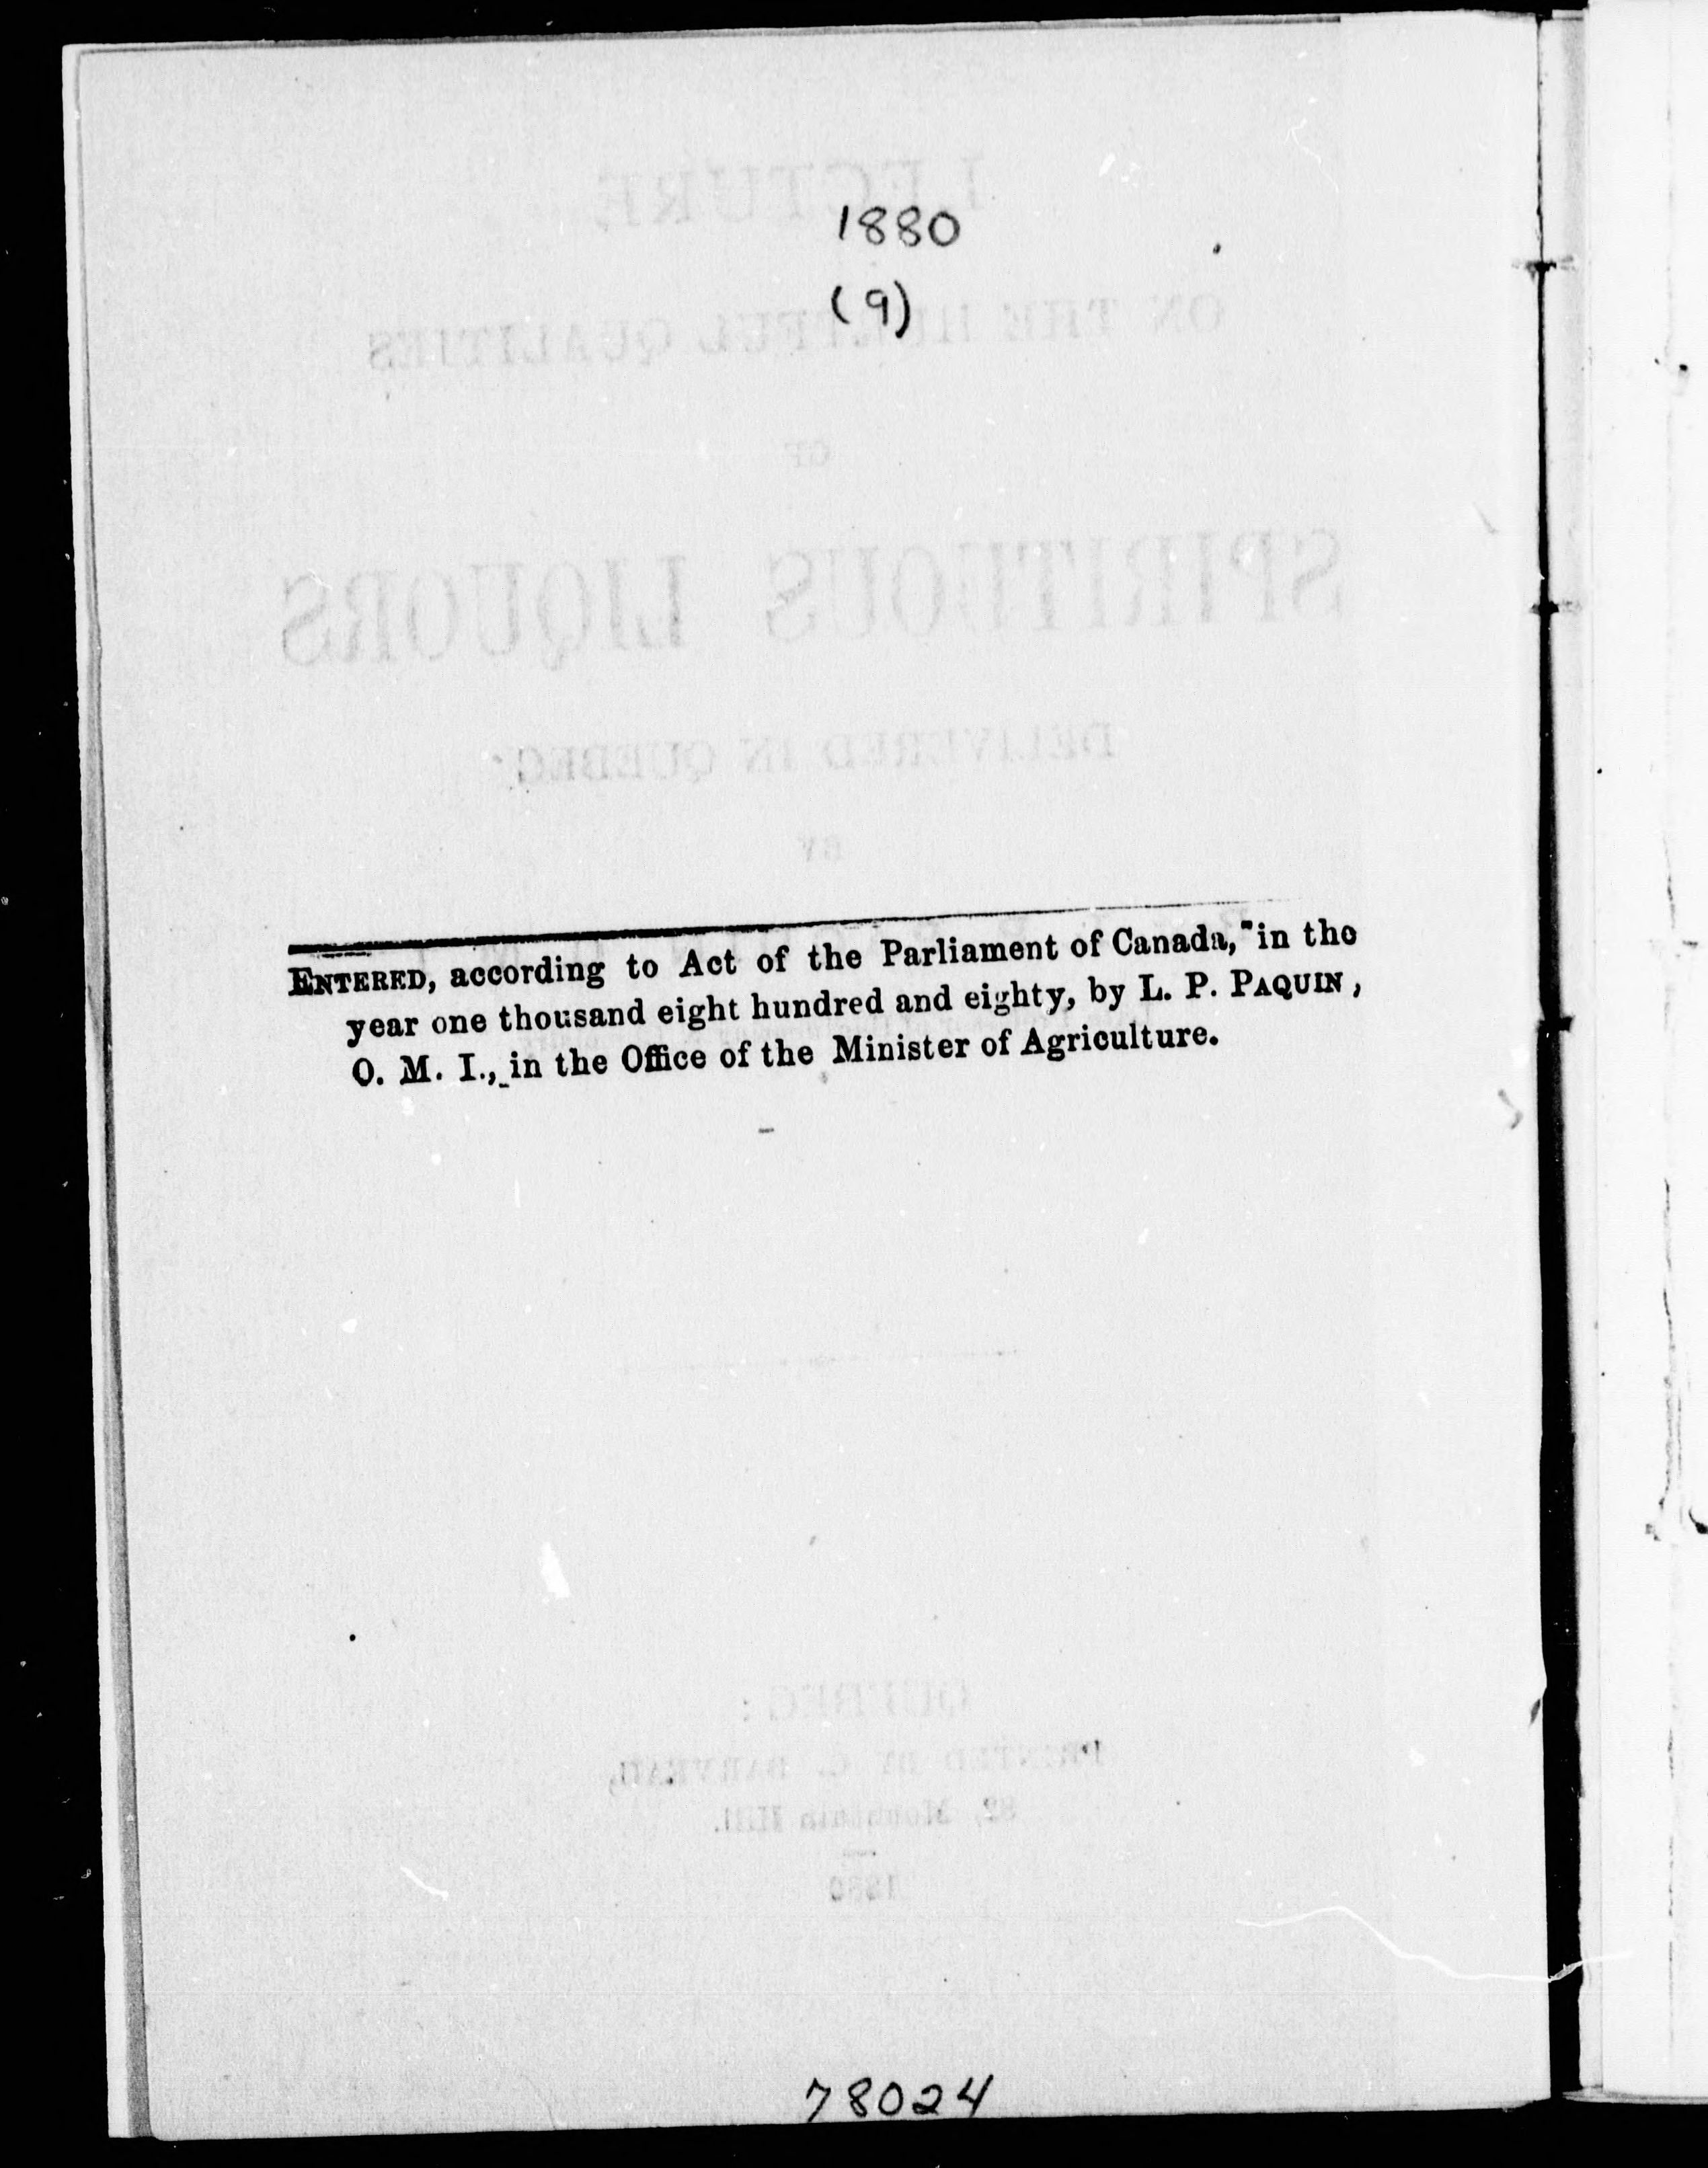 1880
(9)
ENTERED, according to Act of the Parliament of Canada, in the
year one thousand eight hundred and eighty, by L. P. PAQUIN,
O. M. I., in the Office of the Minister of Agriculture.
78024